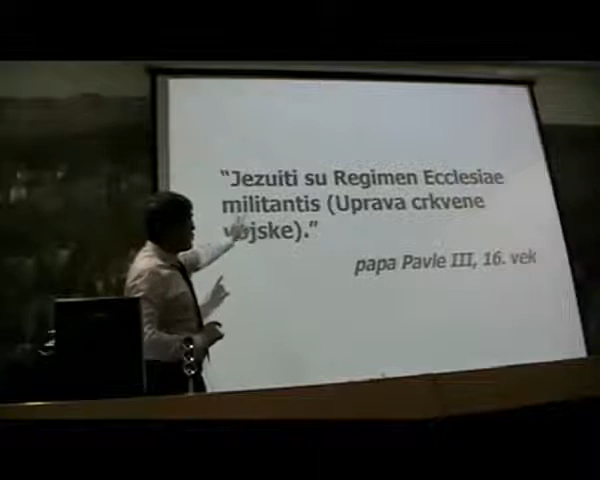 "Jezuiti su Regimen Ecclesiae
militantis (Uprava crkvene
vojske)."
papa Pavle III, 16. vek